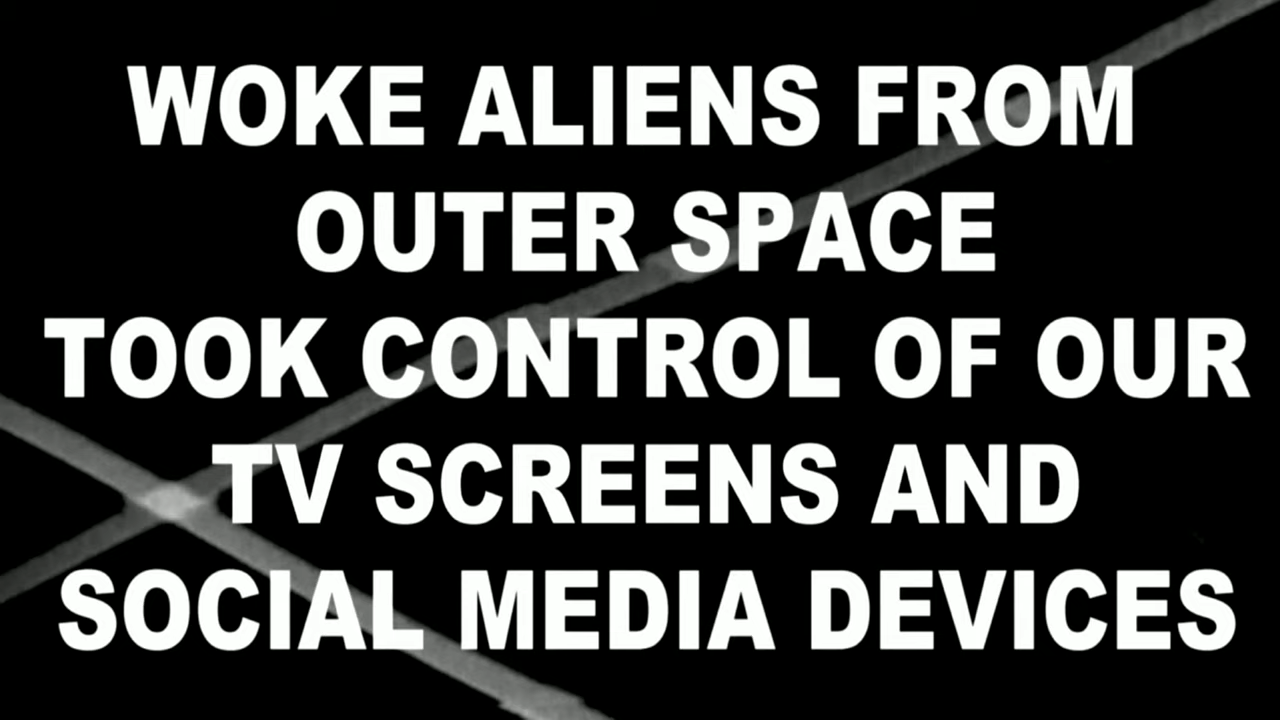 WOKE ALIENS FROM
OUTER SPACE
TOOK CONTROL OF OUR
TV SCREENS AND
SOCIAL MEDIA DEVICES